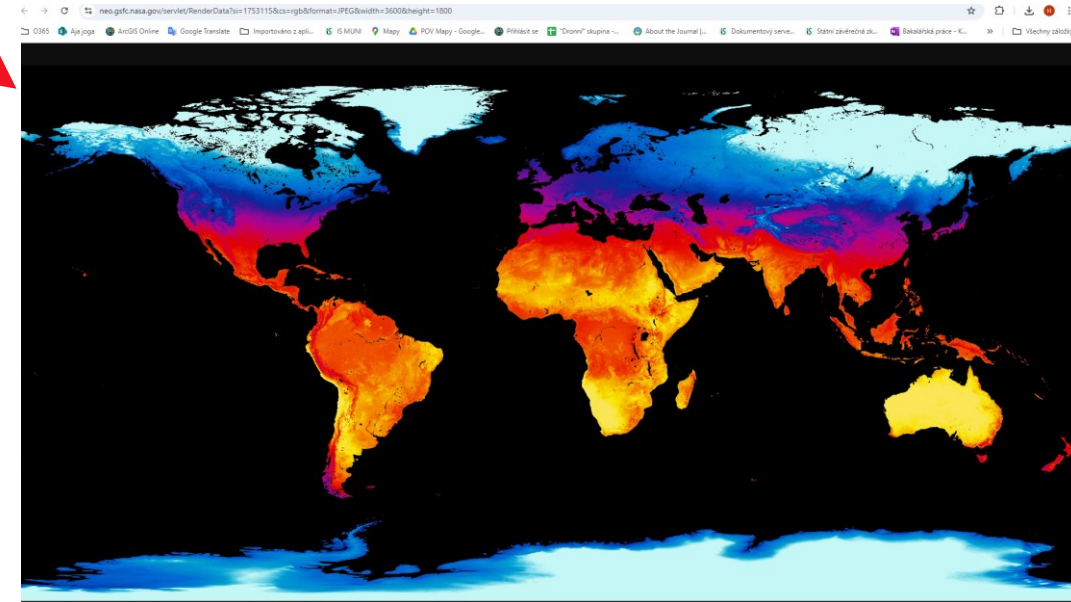 neo.gsfc.nasa.gov/servlet/RenderData?si=1753115&cs=rgb&format=JPEG&width=3600&height=1800
O365 Aja joga ArcGIS Online Google Translate Importováno z apli... IS MUNI Mapy POV Mapy - Google... Přihlásit se "Dronní" skupina -... About the Journal |... Dokumentový serve... Státní závěrečná zk... Bakalářská práce - K... » Všechny záložky